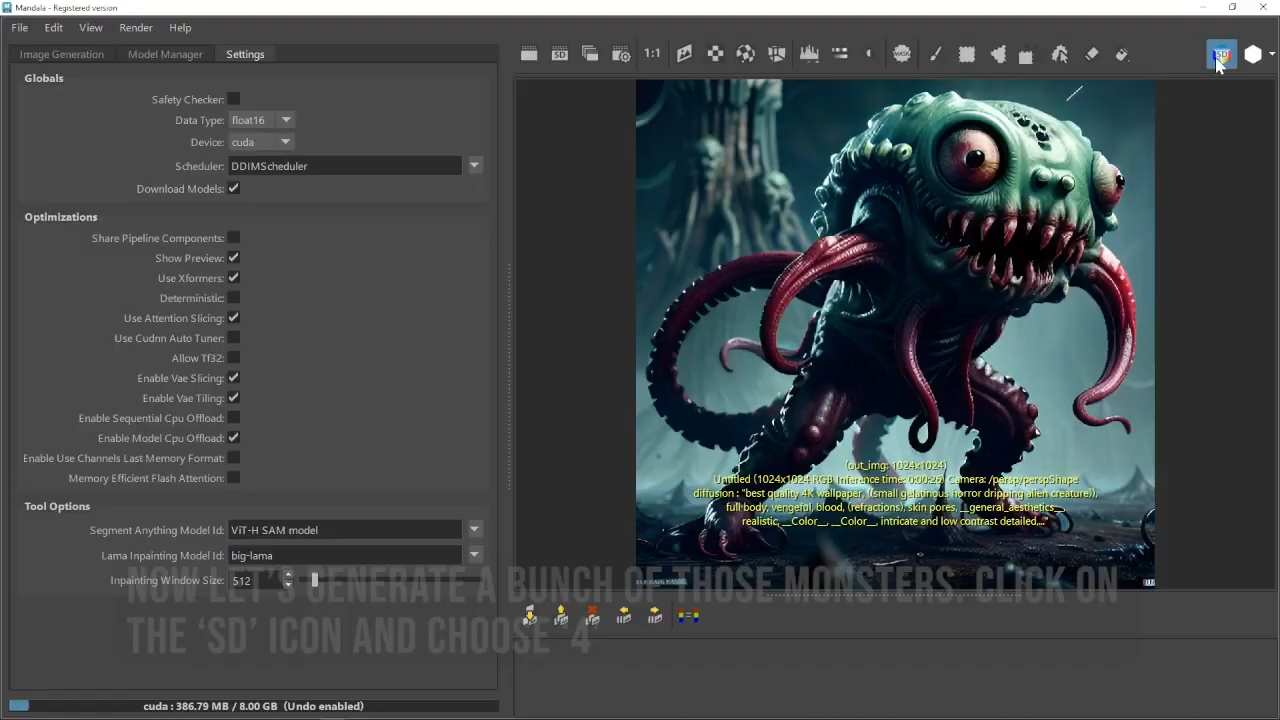 Mandala - Registered version
File Edit View Render Help
Image Generation Model Manager Settings
1:1
SD
MASK
SD
Globals
Safety Checker:
Data Type: float16
Device: cuda
Scheduler: DDIMScheduler
Download Models:
Optimizations
Share Pipeline Components:
Show Preview:
Use Xformers:
Deterministic:
Use Attention Slicing:
Use Cudnn Auto Tuner:
Allow Tf32:
Enable Vae Slicing:
Enable Vae Tiling:
Enable Sequential Cpu Offload:
Enable Model Cpu Offload:
Enable Use Channels Last Memory Format:
Memory Efficient Flash Attention:
Tool Options
Segment Anything Model Id: ViT-H SAM model
Lama Inpainting Model Id: big-lama
Inpainting Window Size: 512
(out_img: 1024x1024)
Untitled (1024x1024 RGB Inference time: 0:00:26) Camera: /persp/perspShape
diffusion : "best quality 4K wallpaper, ((small gelatinous horror dripping alien creature)),
full body, vengeful, blood, (refractions), skin pores, __general_aesthetics__,
realistic, __Color__, __Color__, intricate and low contrast detailed,..."
NOW LET'S GENERATE A BUNCH OF THOSE MONSTERS. CLICK ON
THE 'SD' ICON AND CHOOSE '4'
cuda : 386.79 MB / 8.00 GB (Undo enabled)